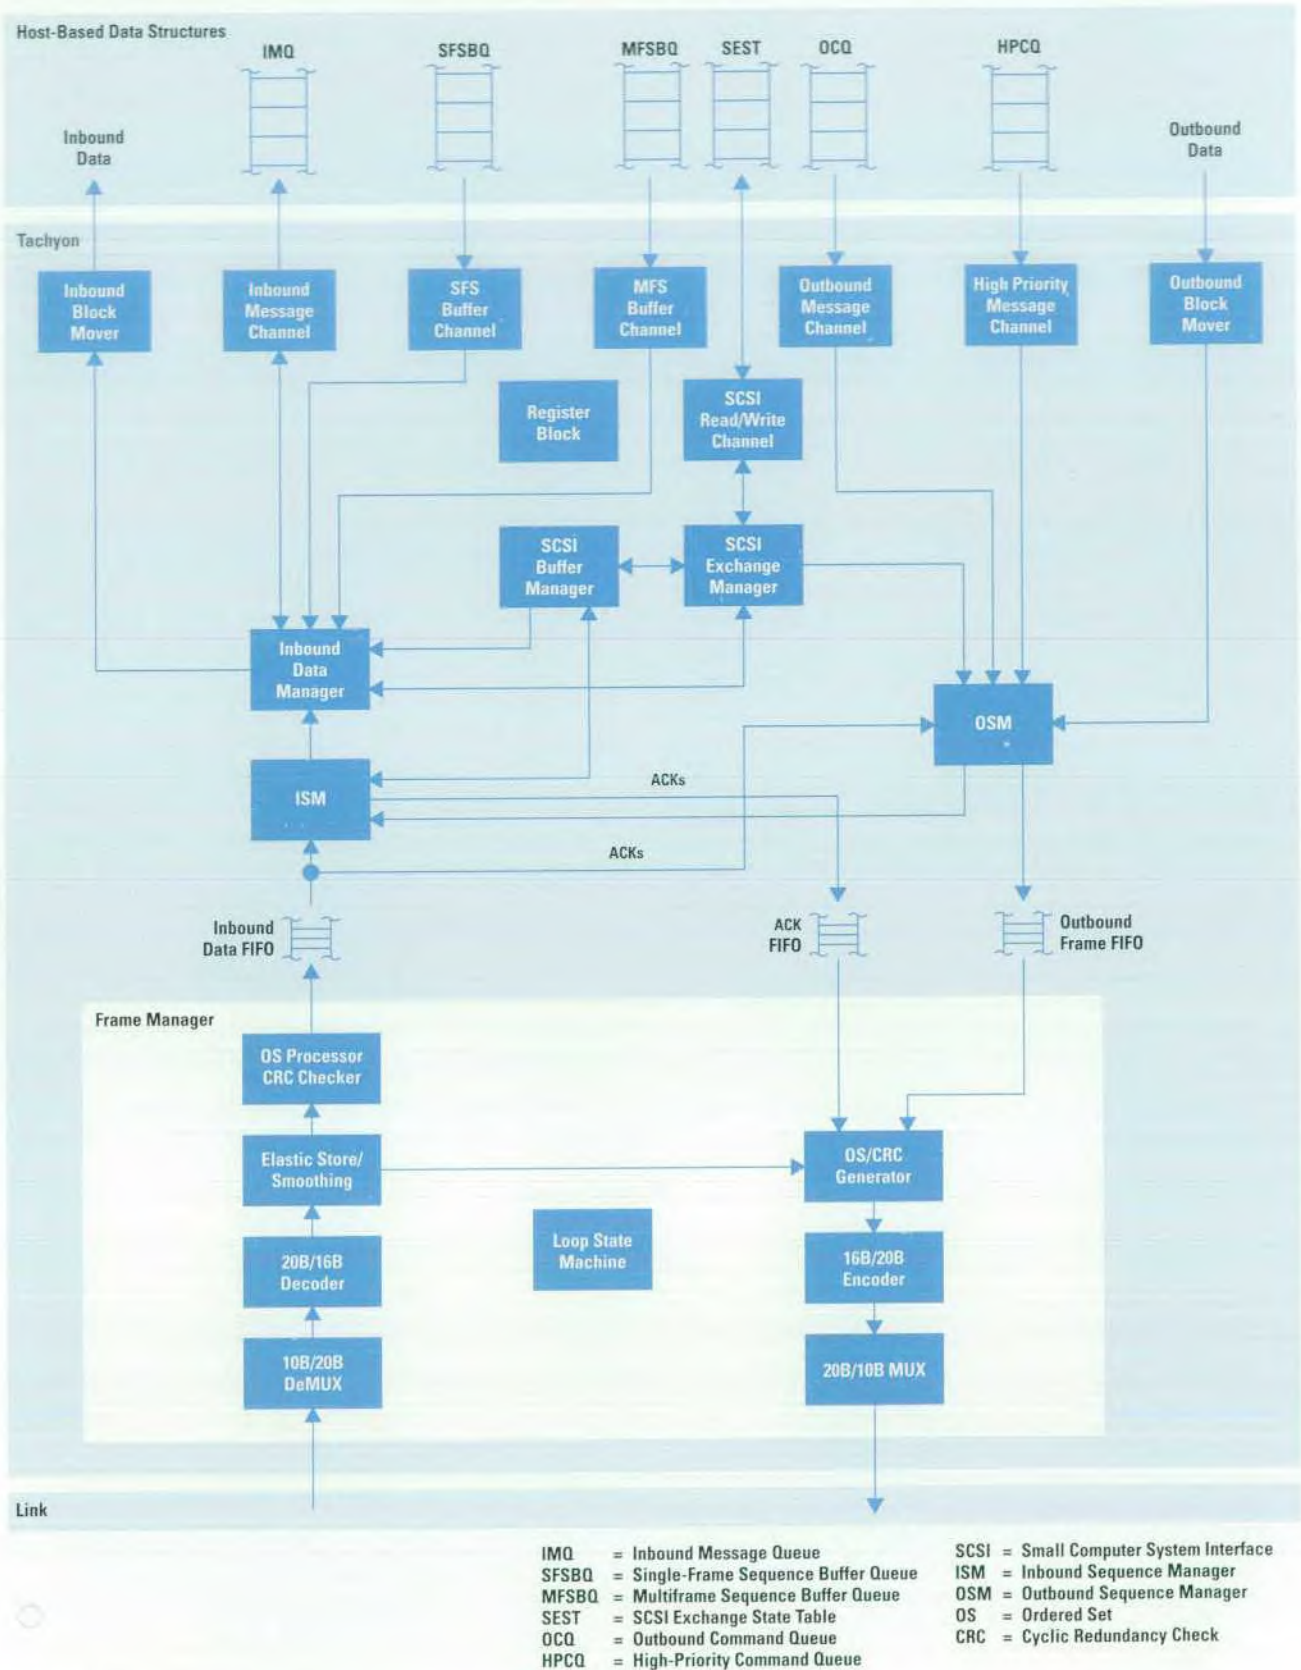 Host-Based Data Structures
IMQ
SFSBQ
MFSBQ
SEST
OCQ
HPCQ
Inbound
Data
Outbound
Data
Tachyon
Inbound
Block
Mover
Inbound
Message
Channel
SFS
Buffer
Channel
MFS
Buffer
Channel
Outbound
Message
Channel
High Priority
Message
Channel
Outbound
Block
Mover
Register
Block
SCSI
Read/Write
Channel
SCSI
Buffer
Manager
SCSI
Exchange
Manager
Inbound
Data
Manager
OSM
ISM
ACKs
ACKs
Inbound
Data FIFO
ACK
FIFO
Outbound
Frame FIFO
Frame Manager
OS Processor
CRC Checker
Elastic Store/
Smoothing
OS/CRC
Generator
Loop State
Machine
20B/16B
Decoder
16B/20B
Encoder
10B/20B
DeMUX
20B/10B MUX
Link
IMQ = Inbound Message Queue
SFSBQ = Single-Frame Sequence Buffer Queue
MFSBQ = Multiframe Sequence Buffer Queue
SEST = SCSI Exchange State Table
OCQ = Outbound Command Queue
HPCQ = High-Priority Command Queue
SCSI = Small Computer System Interface
ISM = Inbound Sequence Manager
OSM = Outbound Sequence Manager
OS = Ordered Set
CRC = Cyclic Redundancy Check